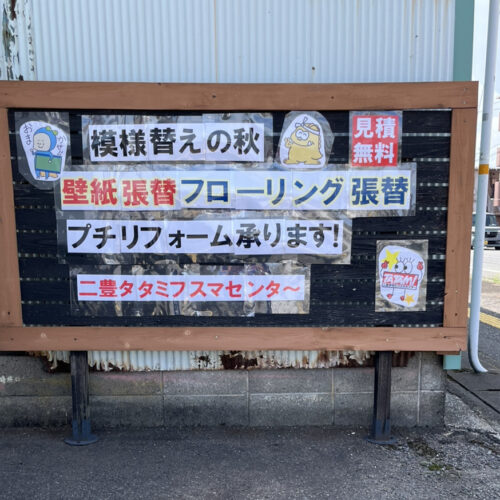 模様替えの秋
見積
無料
壁紙張替フローリング張替
プチリフォーム承ります!
二豊タタミフスマセンタ〜